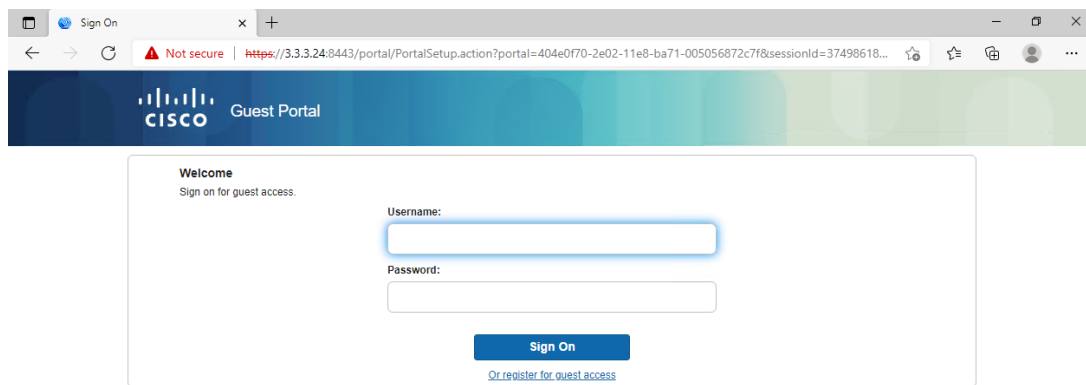 Sign On
Not secure | https://3.3.3.24:8443/portal/PortalSetup.action?portal=404e0f70-2e02-11e8-ba71-005056872c7f&sessionId=37498618...
CISCO Guest Portal
Welcome
Sign on for guest access.
Username:
Password:
Sign On
Or register for guest access